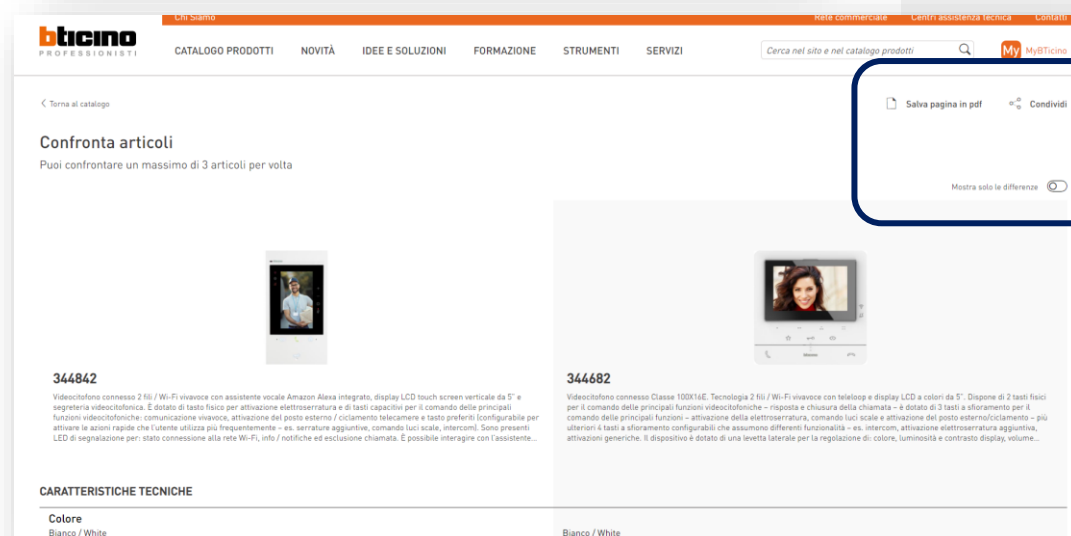 Chi Siamo
Rete commerciale Centri assistenza tecnica Contatti
bticino
PROFESSIONISTI
CATALOGO PRODOTTI NOVITÀ IDEE E SOLUZIONI FORMAZIONE STRUMENTI SERVIZI
Cerca nel sito e nel catalogo prodotti
My MyBTicino
Torna al catalogo
Salva pagina in pdf Condividi
Confronta articoli
Puoi confrontare un massimo di 3 articoli per volta
Mostra solo le differenze
344842
Videocitofono connesso 2 fili / Wi-Fi vivavoce con assistente vocale Amazon Alexa integrato, display LCD touch screen verticale da 5" e
segreteria videocitofonica. È dotato di tasto fisico per attivazione elettroserratura e di tasti capacitivi per il comando delle principali
funzioni videocitofoniche: comunicazione vivavoce, attivazione del posto esterno / ciclamento telecamere e tasto preferiti (configurabile per
attivare le azioni rapide che l'utente utilizza più frequentemente – es. serrature aggiuntive, comando luci scale, intercom). Sono presenti
LED di segnalazione per: stato connessione alla rete Wi-Fi, info / notifiche ed esclusione chiamata. È possibile interagire con l'assistente...
344682
Videocitofono connesso Classe 100X16E. Tecnologia 2 fili / Wi-Fi vivavoce con teleloop e display LCD a colori da 5". Dispone di 2 tasti fisici
per il comando delle principali funzioni videocitofoniche – risposta e chiusura della chiamata – è dotato di 3 tasti a sfioramento per il
comando delle principali funzioni – attivazione della elettroserratura, comando luci scale e attivazione del posto esterno/ciclamento – più
ulteriori 4 tasti a sfioramento configurabili che assumono differenti funzionalità – es. intercom, attivazione elettroserratura aggiuntiva,
attivazioni generiche. Il dispositivo è dotato di una levetta laterale per la regolazione di: colore, luminosità e contrasto display, volume...
CARATTERISTICHE TECNICHE
Colore
Bianco / White
Bianco / White